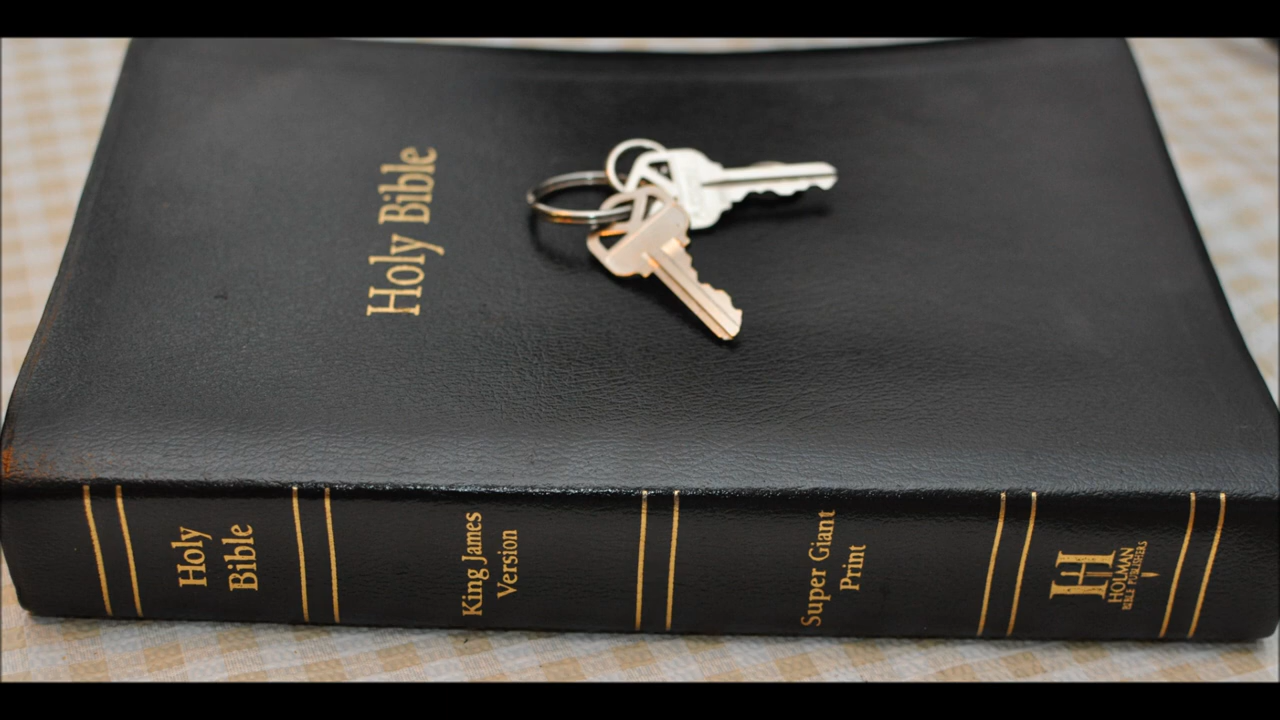 Holy Bible
Holy
Bible
King James
Version
Super Giant
Print
HOLMAN
BIBLE PUBLISHERS